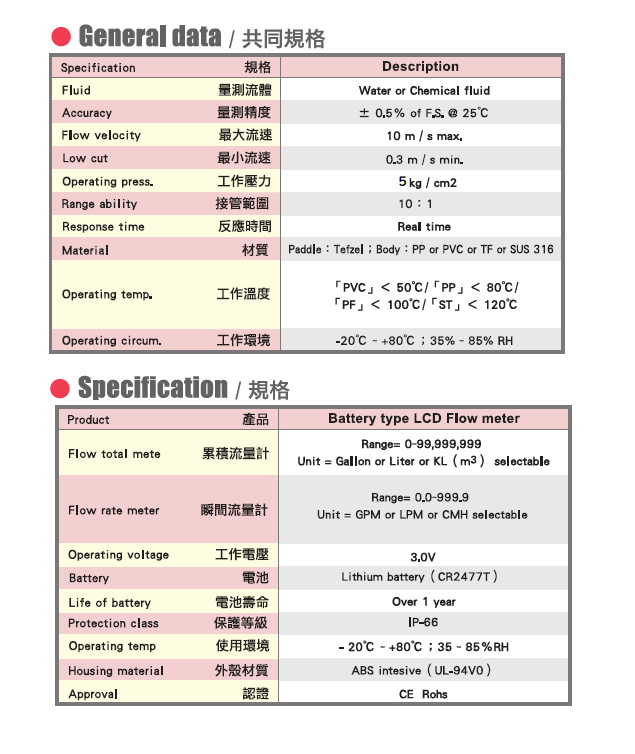 General data / 共同規格
Specification 規格 Description
Fluid 量測流體 Water or Chemical fluid
Accuracy 量測精度 ± 0.5% of F.S. @ 25℃
Flow velocity 最大流速 10 m / s max.
Low cut 最小流速 0.3 m / s min.
Operating press. 工作壓力 5 kg / cm2
Range ability 接管範圍 10：1
Response time 反應時間 Real time
Material 材質 Paddle：Tefzel；Body：PP or PVC or TF or SUS 316
Operating temp. 工作溫度 「PVC」< 50℃/「PP」< 80℃/
「PF」< 100℃/「ST」< 120℃
Operating circum. 工作環境 -20℃ ~ +80℃；35% ~ 85% RH
Specification / 規格
Product 產品 Battery type LCD Flow meter
Flow total mete 累積流量計 Range= 0-99,999,999
Unit = Gallon or Liter or KL（m3） selectable
Flow rate meter 瞬間流量計 Range= 0.0-999.9
Unit = GPM or LPM or CMH selectable
Operating voltage 工作電壓 3.0V
Battery 電池 Lithium battery（CR2477T）
Life of battery 電池壽命 Over 1 year
Protection class 保護等級 IP-66
Operating temp 使用環境 - 20℃ ~ +80℃；35 ~ 85%RH
Housing material 外殼材質 ABS intesive（UL-94V0）
Approval 認證 CE Rohs